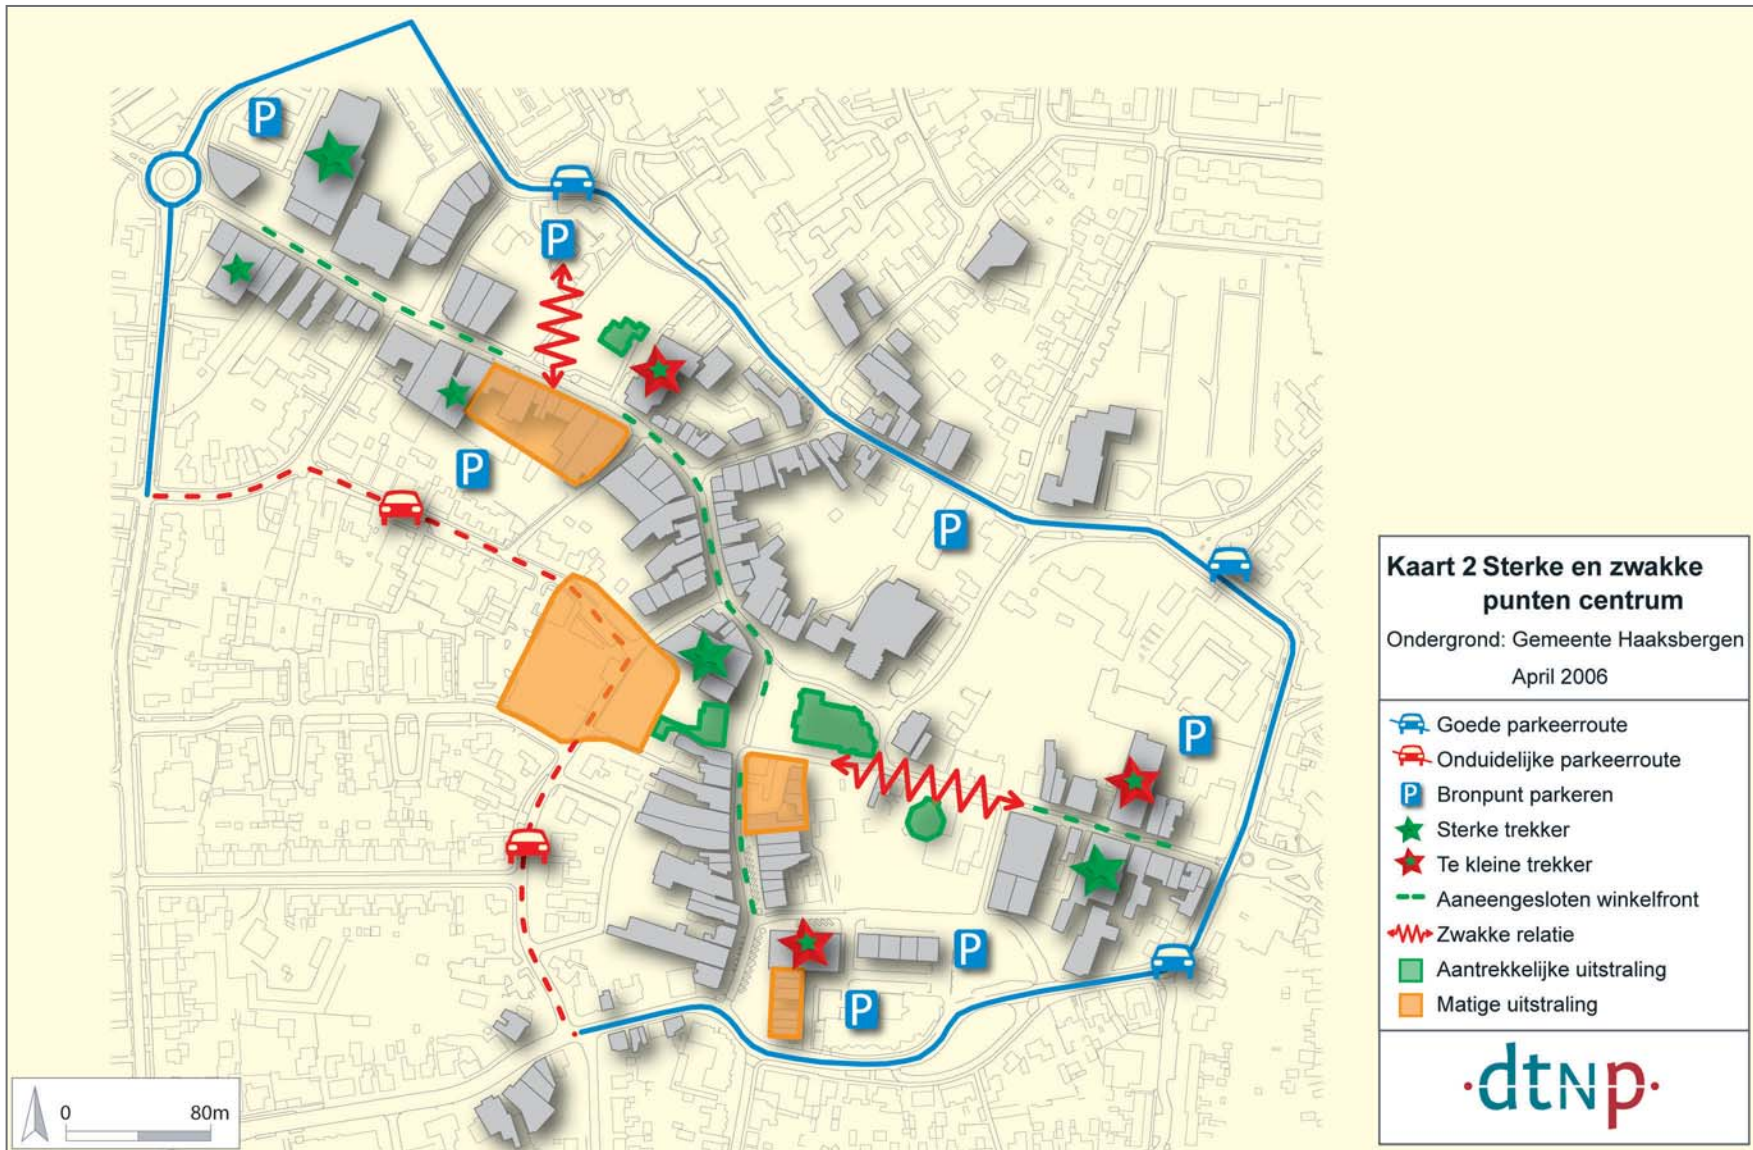 P
P
P
P
P
P
P
Kaart 2 Sterke en zwakke
punten centrum
Ondergrond: Gemeente Haaksbergen
April 2006
Goede parkeerroute
Onduidelijke parkeerroute
P Bronpunt parkeren
Sterke trekker
Te kleine trekker
Aaneengesloten winkelfront
Zwakke relatie
Aantrekkelijke uitstraling
Matige uitstraling
·dtNp·
0 80m